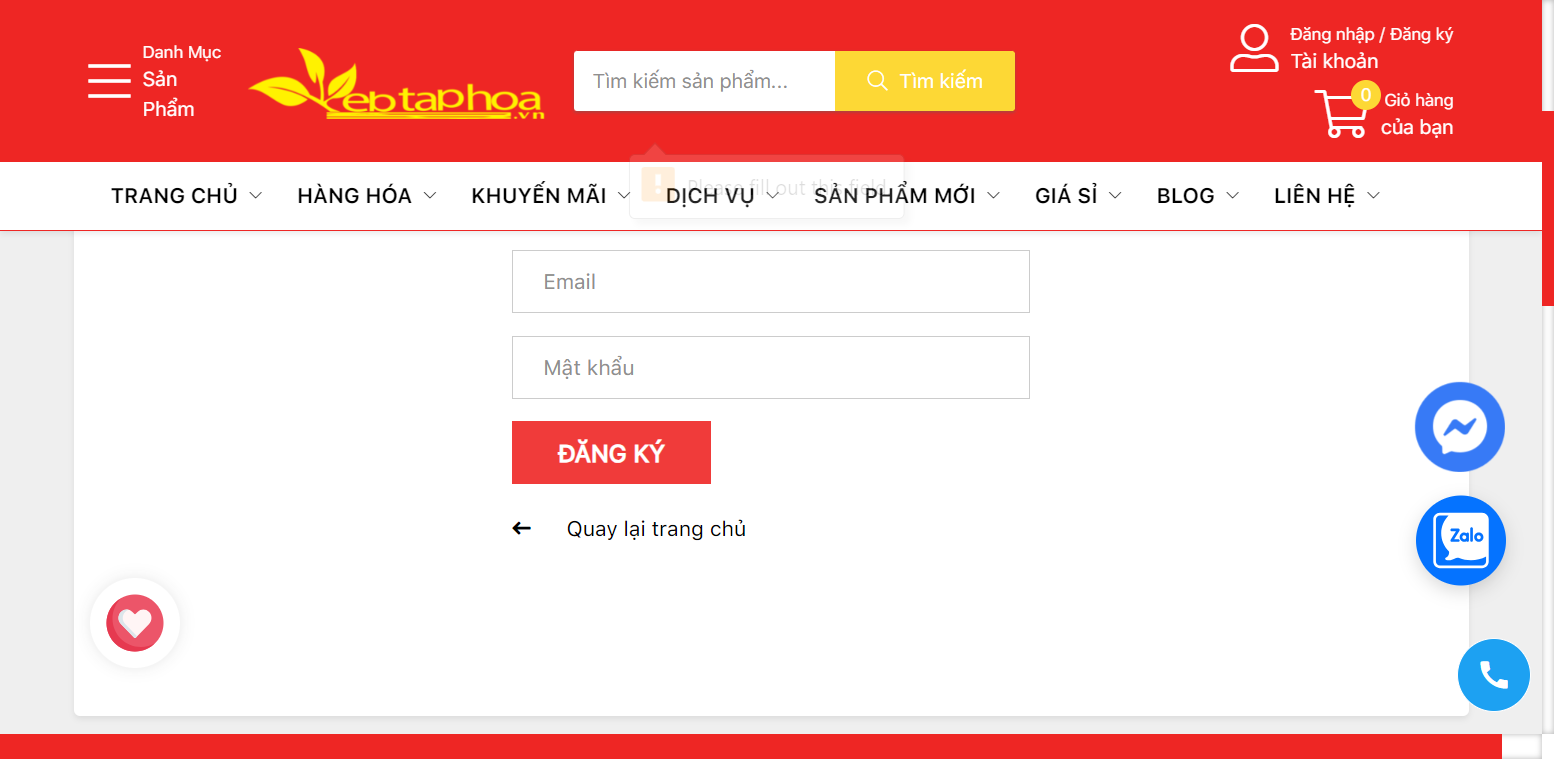 Danh Mục
Sản
Phẩm
ebtaphoa
.vn
Tìm kiếm sản phẩm...
Tìm kiếm
Đăng nhập / Đăng ký
Tài khoản
0
Giỏ hàng
của bạn
TRANG CHỦ
HÀNG HÓA
KHUYẾN MÃI
DỊCH VỤ
SẢN PHẨM MỚI
GIÁ SỈ
BLOG
LIÊN HỆ
Please fill out this field.
Email
Mật khẩu
ĐĂNG KÝ
Quay lại trang chủ
Zalo